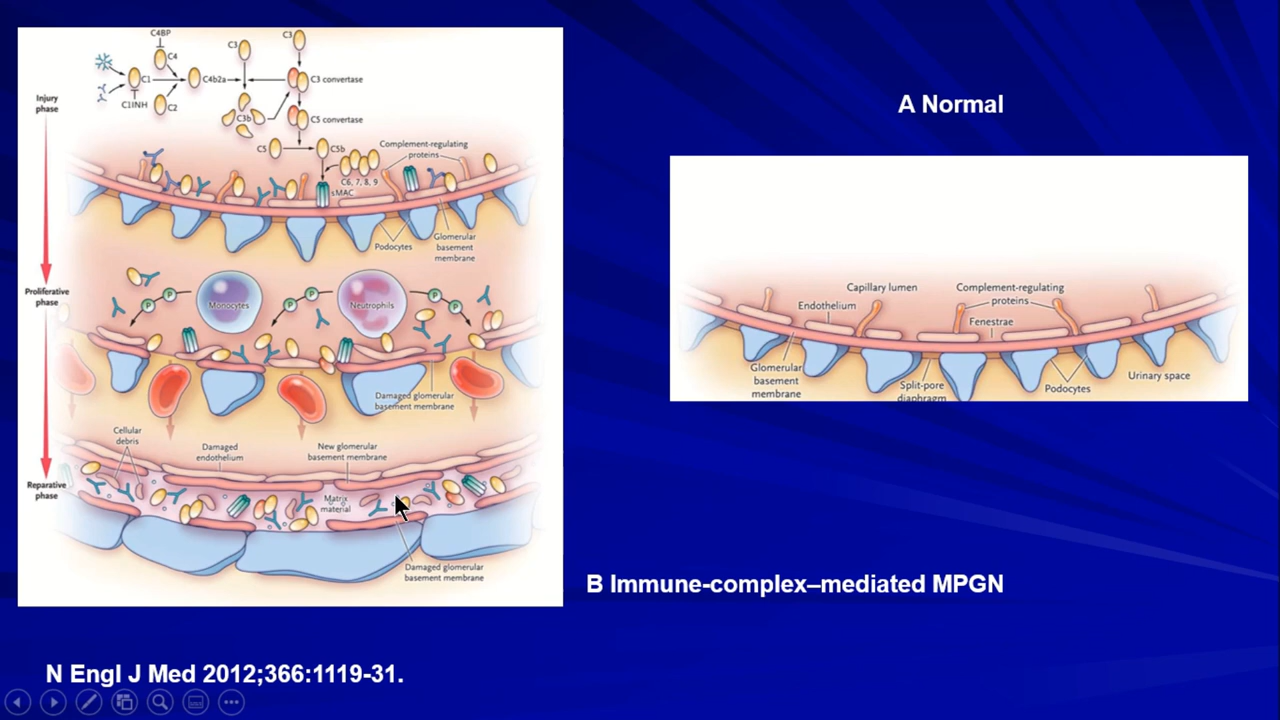 C4BP
C4
C3
C3
C1
C4b2a
C3 convertase
Injury
phase
C1INH
C2
C3b
C5 convertase
C5
C5b
Complement-regulating
proteins
C6, 7, 8, 9
sMAC
Podocytes
Glomerular
basement
membrane
Proliferative
phase
P
P
Monocytes
P
P
Neutrophils
P
P
Damaged glomerular
basement membrane
Cellular
debris
Damaged
endothelium
New glomerular
basement membrane
Reparative
phase
Matrix
material
Damaged glomerular
basement membrane
A Normal
Capillary lumen
Complement-regulating
proteins
Endothelium
Fenestrae
Glomerular
basement
membrane
Split-pore
diaphragm
Podocytes
Urinary space
B Immune-complex–mediated MPGN
N Engl J Med 2012;366:1119-31.